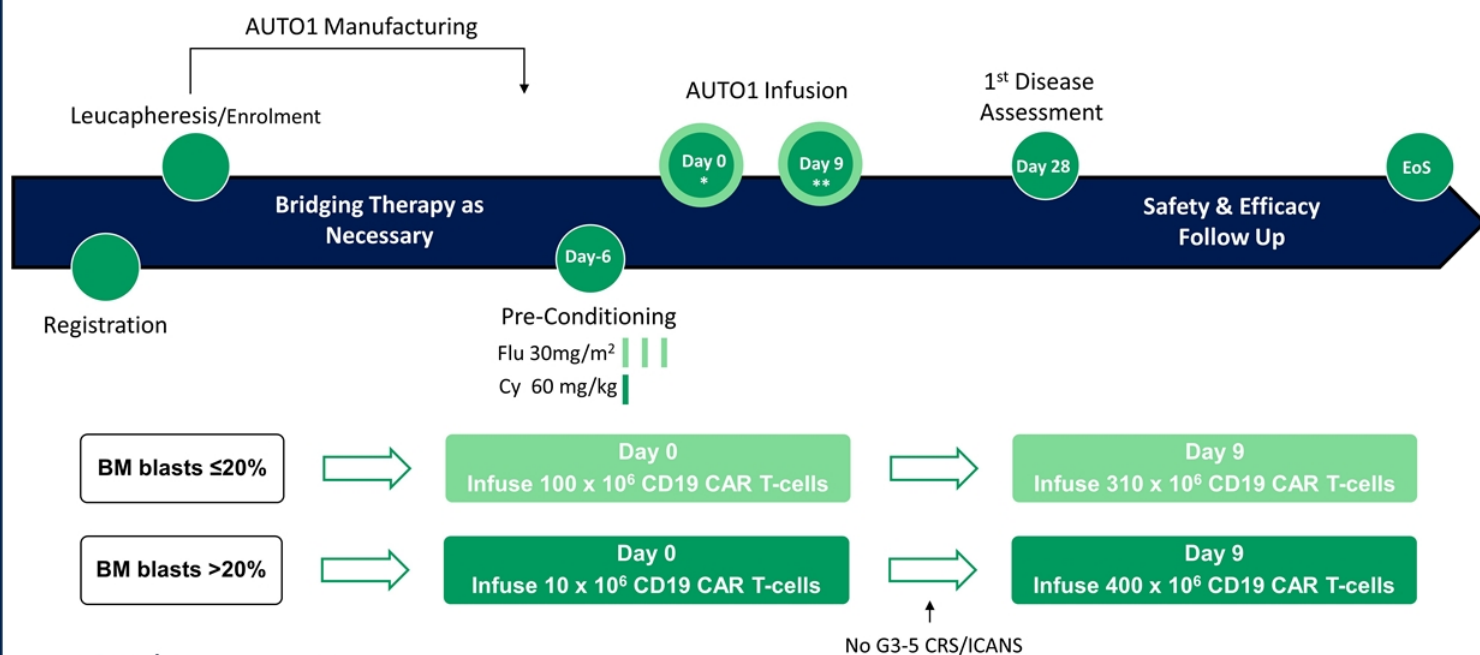 AUTO1 Manufacturing
Leucapheresis/Enrolment
AUTO1 Infusion
1st Disease
Assessment
Day 0
*
Day 9
**
Day 28
EoS
Bridging Therapy as
Necessary
Safety & Efficacy
Follow Up
Day-6
Registration
Pre-Conditioning
Flu 30mg/m²
Cy 60 mg/kg
BM blasts ≤20%
Day 0
Infuse 100 x 10⁶ CD19 CAR T-cells
Day 9
Infuse 310 x 10⁶ CD19 CAR T-cells
BM blasts >20%
Day 0
Infuse 10 x 10⁶ CD19 CAR T-cells
Day 9
Infuse 400 x 10⁶ CD19 CAR T-cells
No G3-5 CRS/ICANS